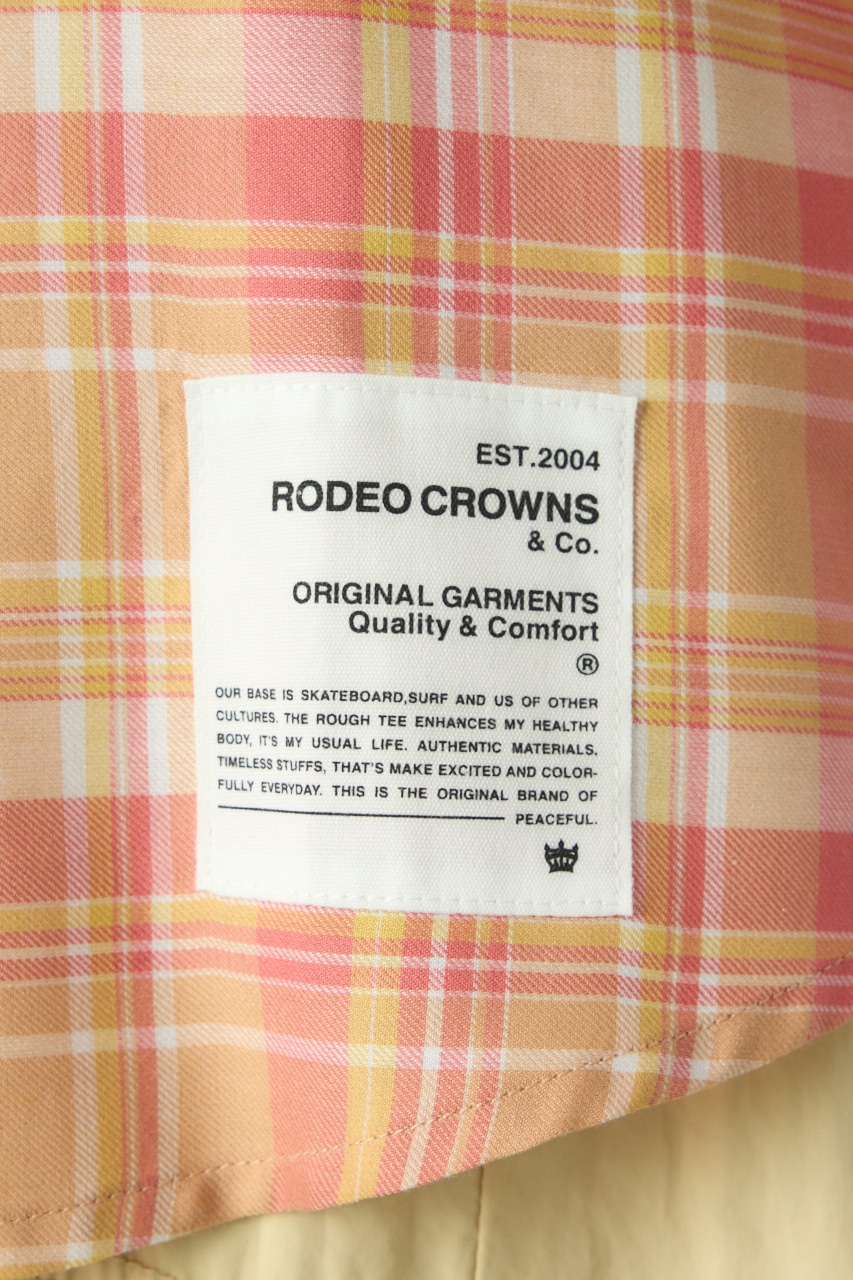 EST.2004
RODEO CROWNS
& Co.
ORIGINAL GARMENTS
Quality & Comfort
®
OUR BASE IS SKATEBOARD,SURF AND US OF OTHER
CULTURES. THE ROUGH TEE ENHANCES MY HEALTHY
BODY, IT'S MY USUAL LIFE. AUTHENTIC MATERIALS.
TIMELESS STUFFS, THAT'S MAKE EXCITED AND COLOR-
FULLY EVERYDAY. THIS IS THE ORIGINAL BRAND OF
PEACEFUL.